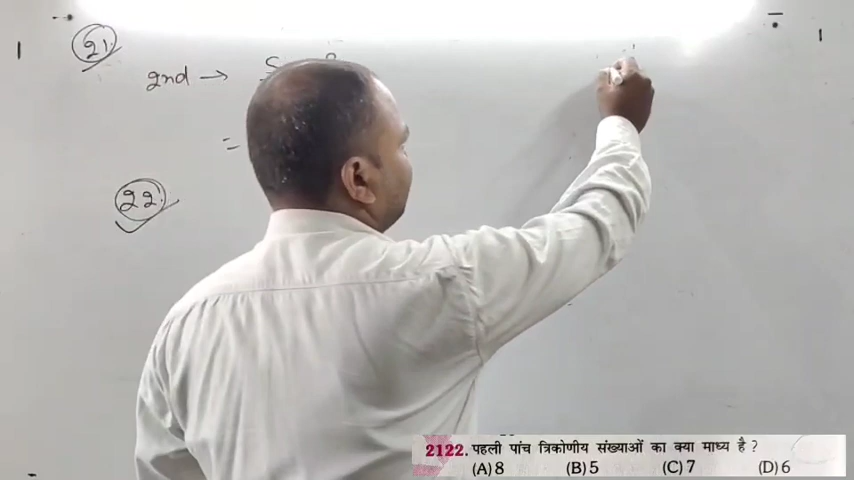 21.
2nd →
=
22.
2122. पहली पांच त्रिकोणीय संख्याओं का क्या माध्य है ?
(A) 8 (B) 5 (C) 7 (D) 6